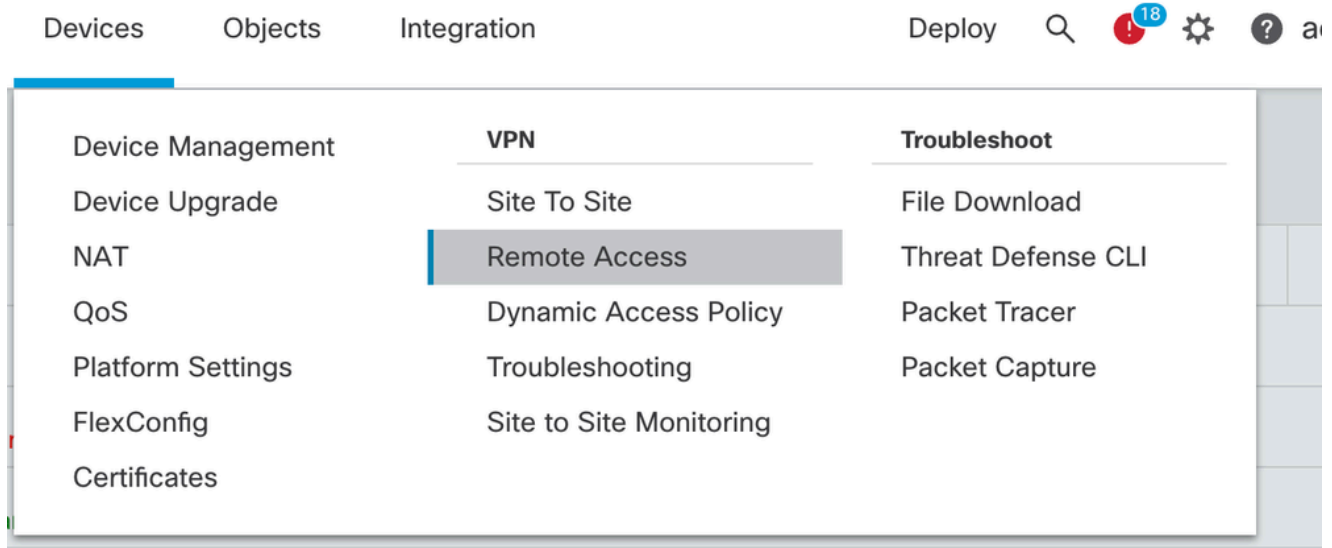 Devices Objects Integration Deploy 18
Device Management
Device Upgrade
NAT
QoS
Platform Settings
FlexConfig
Certificates
VPN
Site To Site
Remote Access
Dynamic Access Policy
Troubleshooting
Site to Site Monitoring
Troubleshoot
File Download
Threat Defense CLI
Packet Tracer
Packet Capture